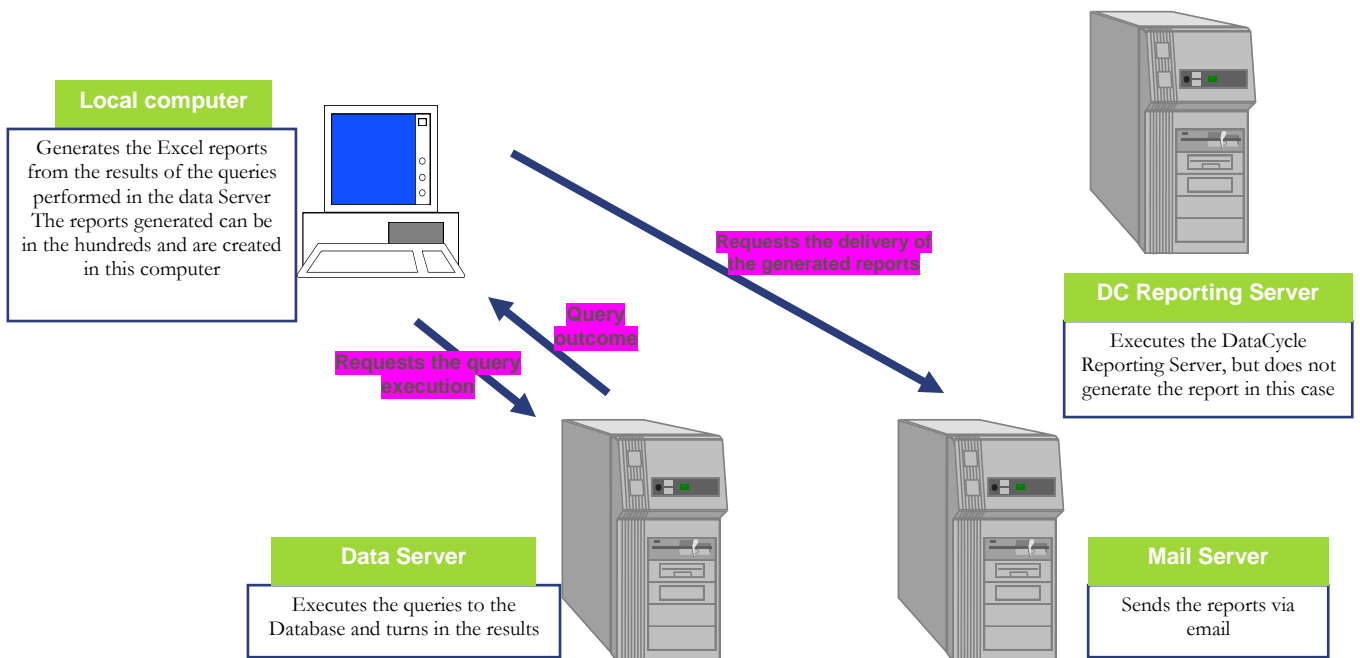 Local computer
Generates the Excel reports
from the results of the queries
performed in the data Server
The reports generated can be
in the hundreds and are created
in this computer
Requests the delivery of
the generated reports
DC Reporting Server
Executes the DataCycle
Reporting Server, but does not
generate the report in this case
Query
outcome
Requests the query
execution
Data Server
Executes the queries to the
Database and turns in the results
Mail Server
Sends the reports via
email